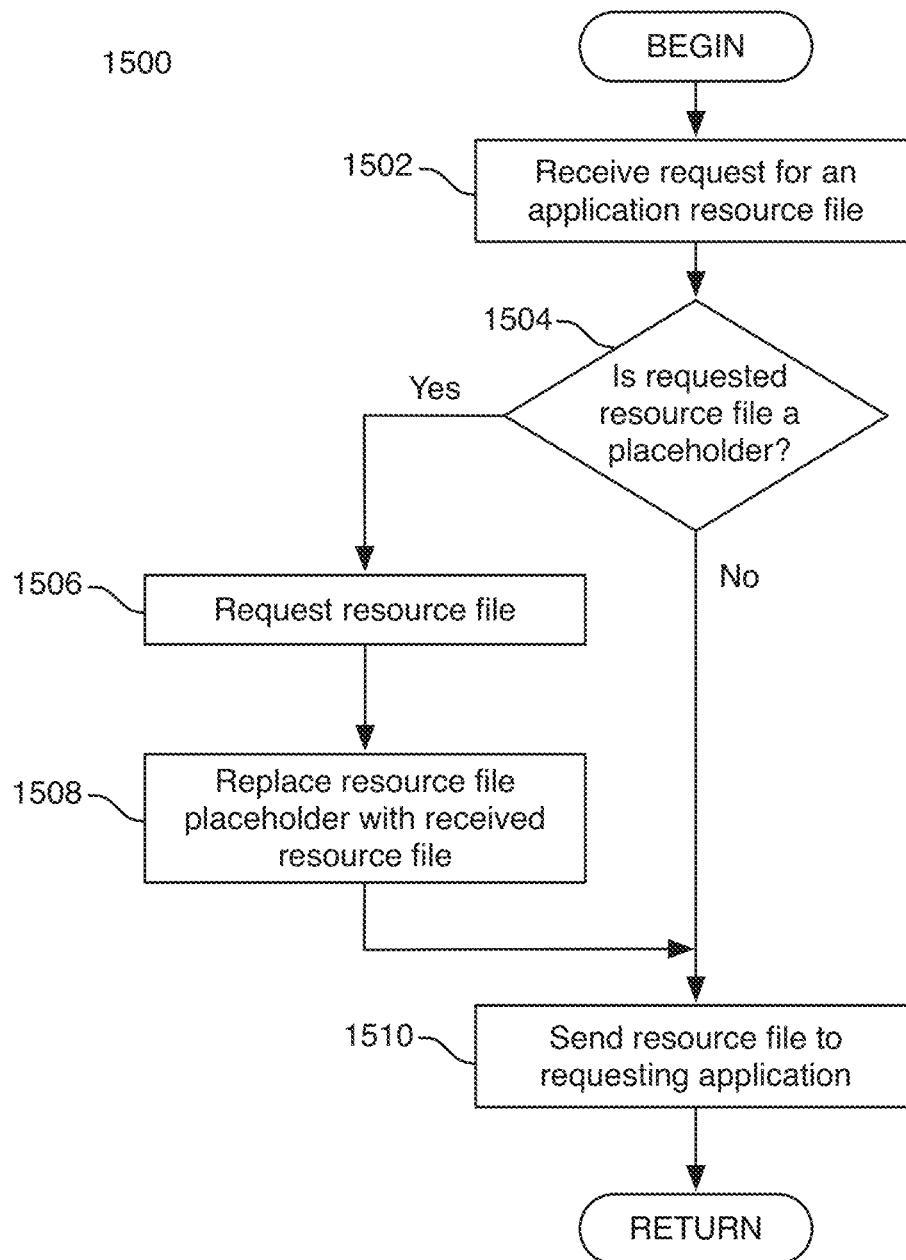 1500
BEGIN
1502
Receive request for an
application resource file
1504
Is requested
resource file a
placeholder?
Yes
No
1506
Request resource file
1508
Replace resource file
placeholder with received
resource file
1510
Send resource file to
requesting application
RETURN